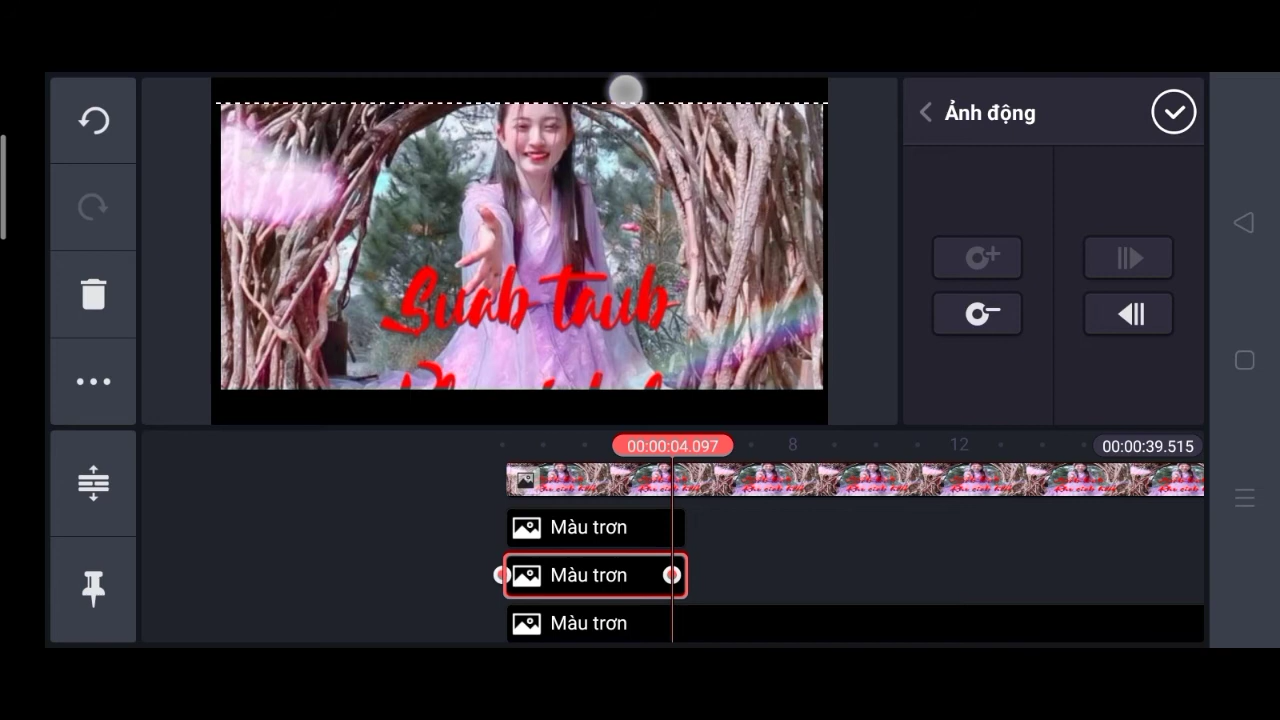 Ảnh động
Suab taub
00:00:04.097
8
12
00:00:39.515
Màu trơn
Màu trơn
Màu trơn